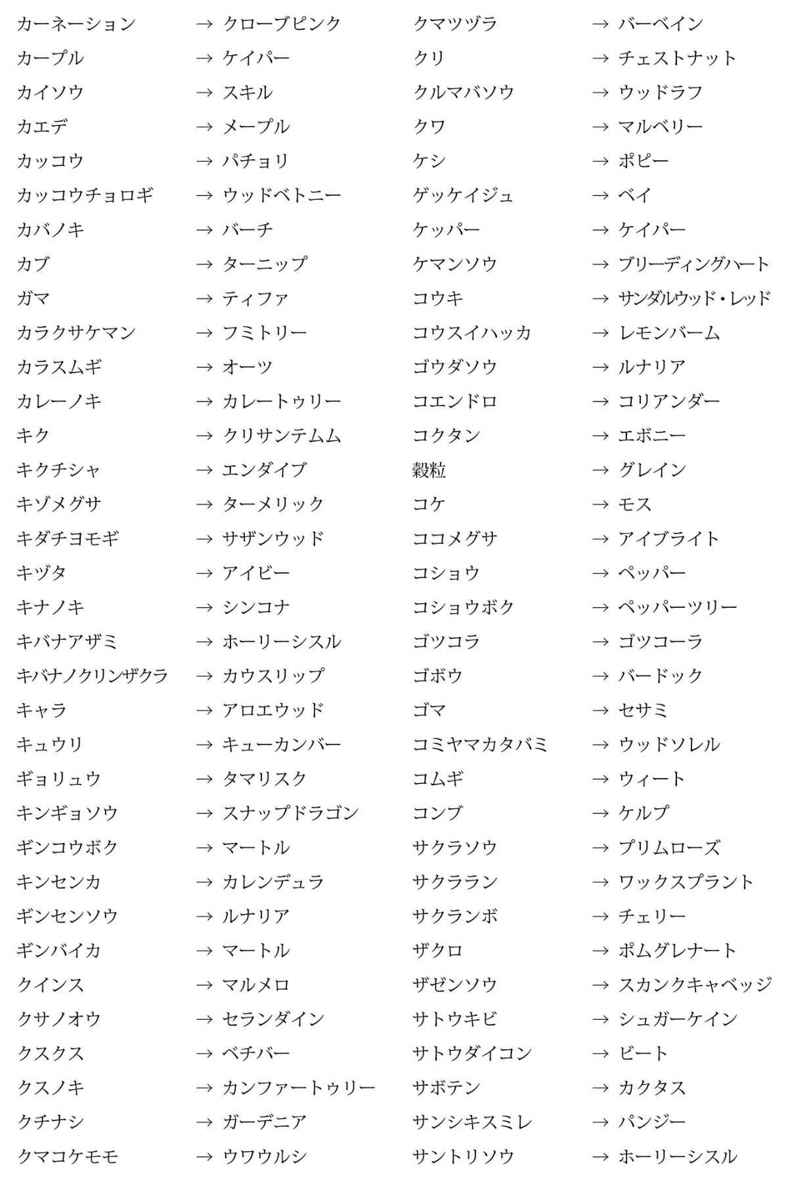 カーネーション → クローブピンク
カープル → ケイパー
カイソウ → スキル
カエデ → メープル
カッコウ → パチョリ
カッコウチョロギ → ウッドベトニー
カバノキ → バーチ
カブ → ターニップ
ガマ → ティファ
カラクサケマン → フミトリー
カラスムギ → オーツ
カレーノキ → カレートゥリー
キク → クリサンテムム
キクチシャ → エンダイブ
キゾメグサ → ターメリック
キダチヨモギ → サザンウッド
キヅタ → アイビー
キナノキ → シンコナ
キバナアザミ → ホーリーシスル
キバナノクリンザクラ → カウスリップ
キャラ → アロエウッド
キュウリ → キューカンバー
ギョリュウ → タマリスク
キンギョソウ → スナップドラゴン
ギンコウボク → マートル
キンセンカ → カレンデュラ
ギンセンソウ → ルナリア
ギンバイカ → マートル
クインス → マルメロ
クサノオウ → セランダイン
クスクス → ベチバー
クスノキ → カンファートゥリー
クチナシ → ガーデニア
クマコケモモ → ウワウルシ
クマツヅラ → バーベイン
クリ → チェストナット
クルマバソウ → ウッドラフ
クワ → マルベリー
ケシ → ポピー
ゲッケイジュ → ベイ
ケッパー → ケイパー
ケマンソウ → ブリーディングハート
コウキ → サンダルウッド・レッド
コウスイハッカ → レモンバーム
ゴウダソウ → ルナリア
コエンドロ → コリアンダー
コクタン → エボニー
穀粒 → グレイン
コケ → モス
ココメグサ → アイブライト
コショウ → ペッパー
コショウボク → ペッパーツリー
ゴツコラ → ゴツコーラ
ゴボウ → バードック
ゴマ → セサミ
コミヤマカタバミ → ウッドソレル
コムギ → ウィート
コンブ → ケルプ
サクラソウ → プリムローズ
サクララン → ワックスプラント
サクランボ → チェリー
ザクロ → ポムグレナート
ザゼンソウ → スカンクキャベッジ
サトウキビ → シュガーケイン
サトウダイコン → ビート
サボテン → カクタス
サンシキスミレ → パンジー
サントリソウ → ホーリーシスル